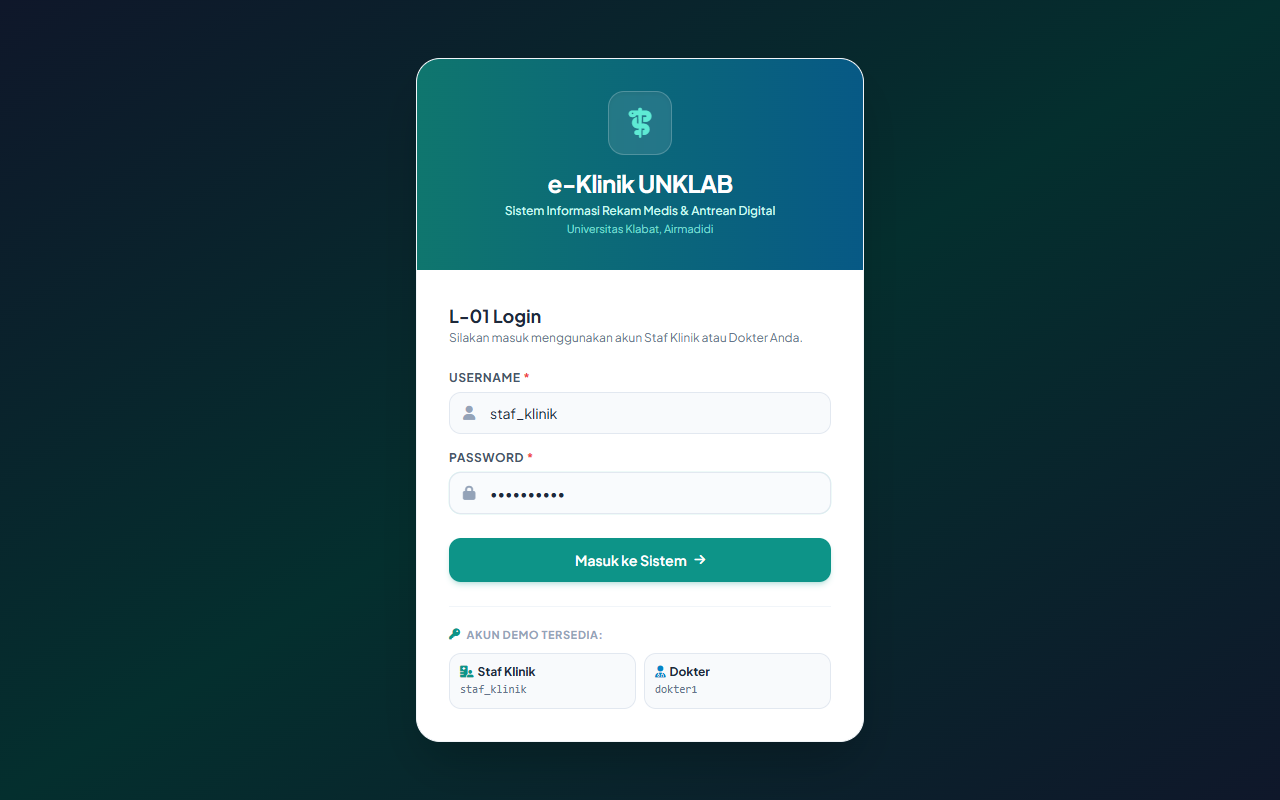 e-Klinik UNKLAB
Sistem Informasi Rekam Medis & Antrean Digital
Universitas Klabat, Airmadidi
L-01 Login
Silakan masuk menggunakan akun Staf Klinik atau Dokter Anda.
USERNAME *
staf_klinik
PASSWORD *
••••••••••
Masuk ke Sistem →
AKUN DEMO TERSEDIA:
Staf Klinik
staf_klinik
Dokter
dokter1